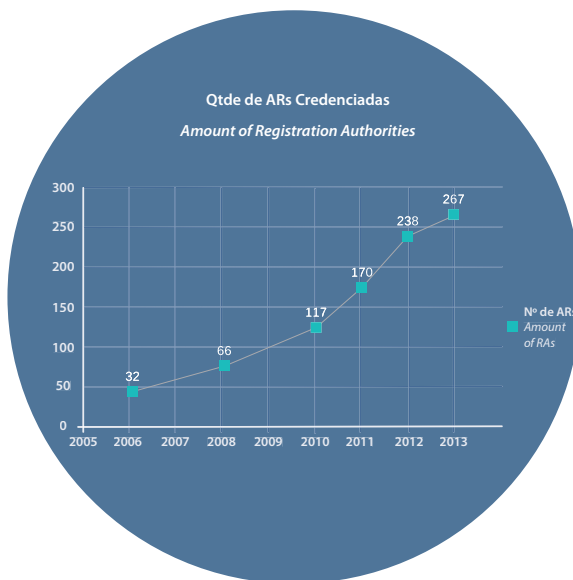 Qtde de ARs Credenciadas
Amount of Registration Authorities
300
250
200
150
100
50
0
32
66
117
170
238
267
2005 2006 2007 2008 2009 2010 2011 2012 2013
Nº de ARs
Amount
of RAs